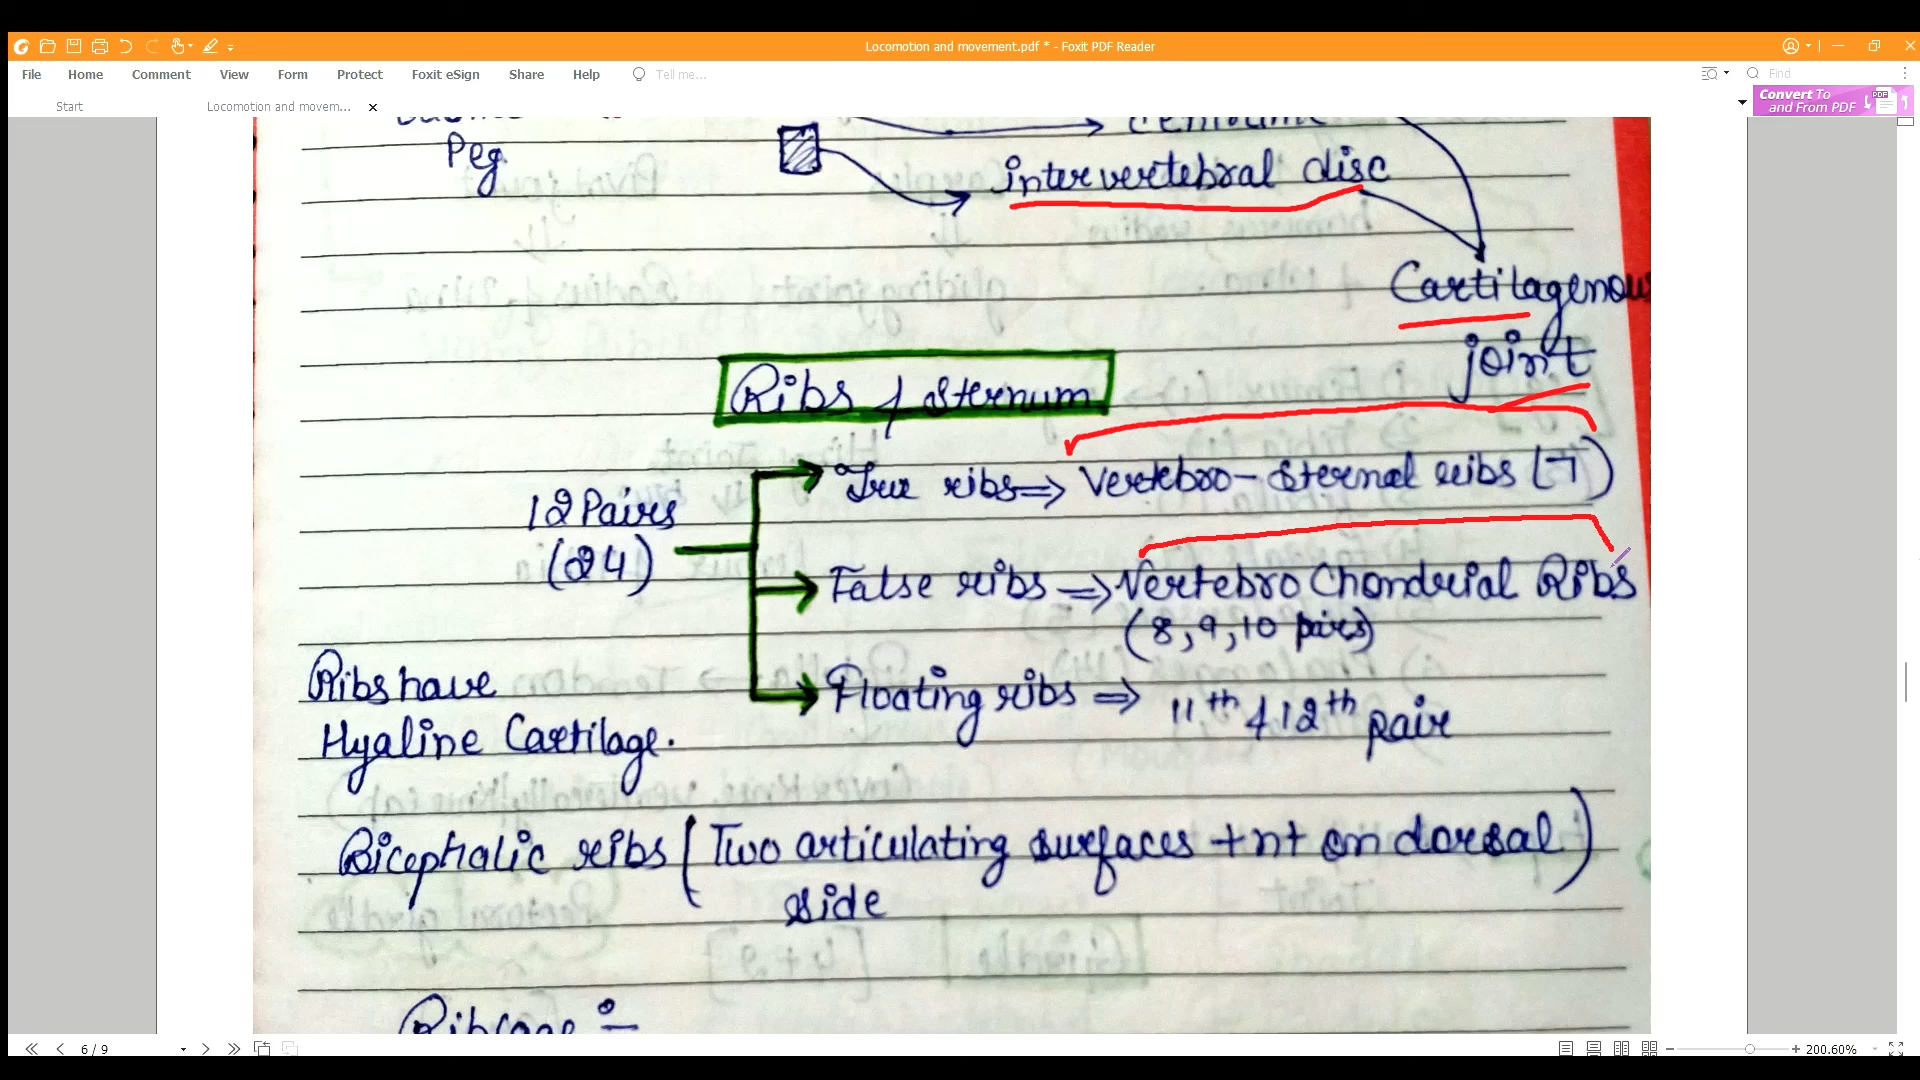 Locomotion and movement.pdf * - Foxit PDF Reader
File Home Comment View Form Protect Foxit eSign Share Help Tell me... Find
Start Locomotion and movem... Convert To and From PDF
Peg
intervertebral disc
Cartilagenous
joint
Ribs & Sternum
True ribs => Vertebro-Sternal ribs (7)
12 Pairs
(24)
False ribs => Vertebro Chondrial Ribs
(8,9,10 pairs)
Floating ribs => 11th & 12th pair
Ribs have
Hyaline Cartilage.
Bicephalic ribs (Two articulating surfaces +nt on dorsal)
side
Ribcage :-
6 / 9 200.60%